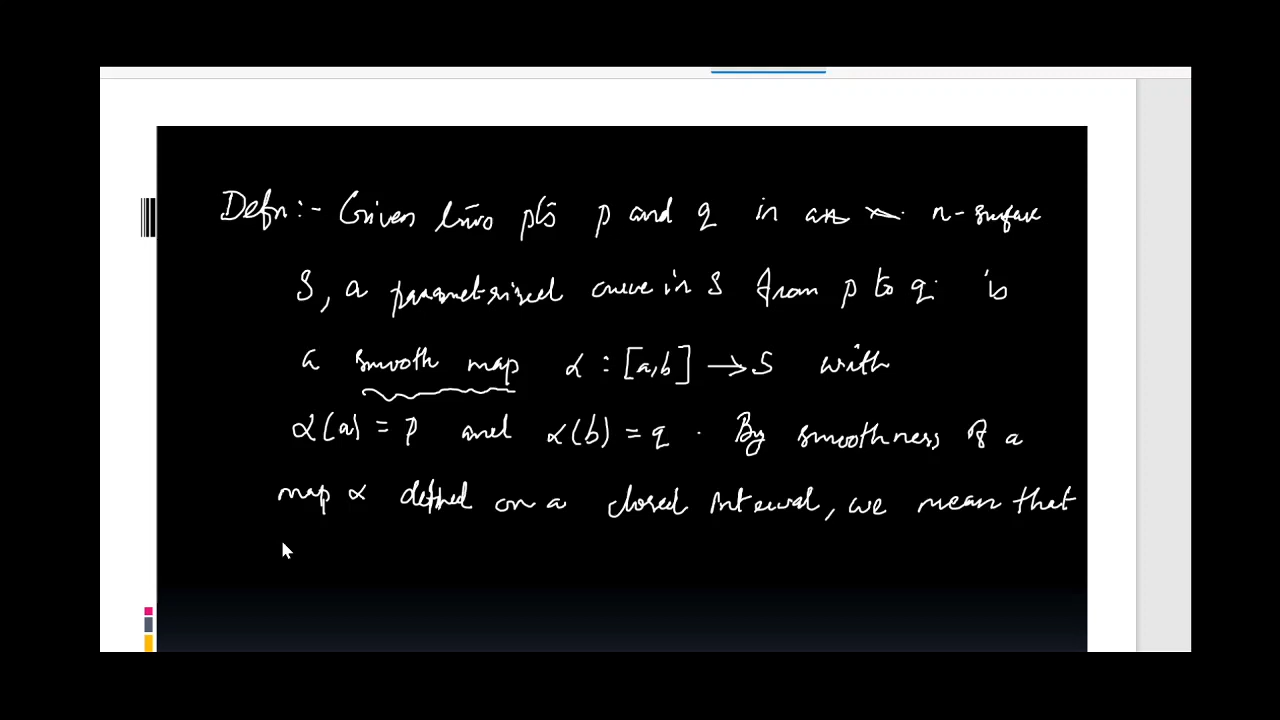 Defn :- Given two pts p and q in an n-surface
S, a parametrized curve in S from p to q is
a smooth map α : [a,b] → S with
α(a) = p and α(b) = q . By smoothness of a
map α defined on a closed interval, we mean that